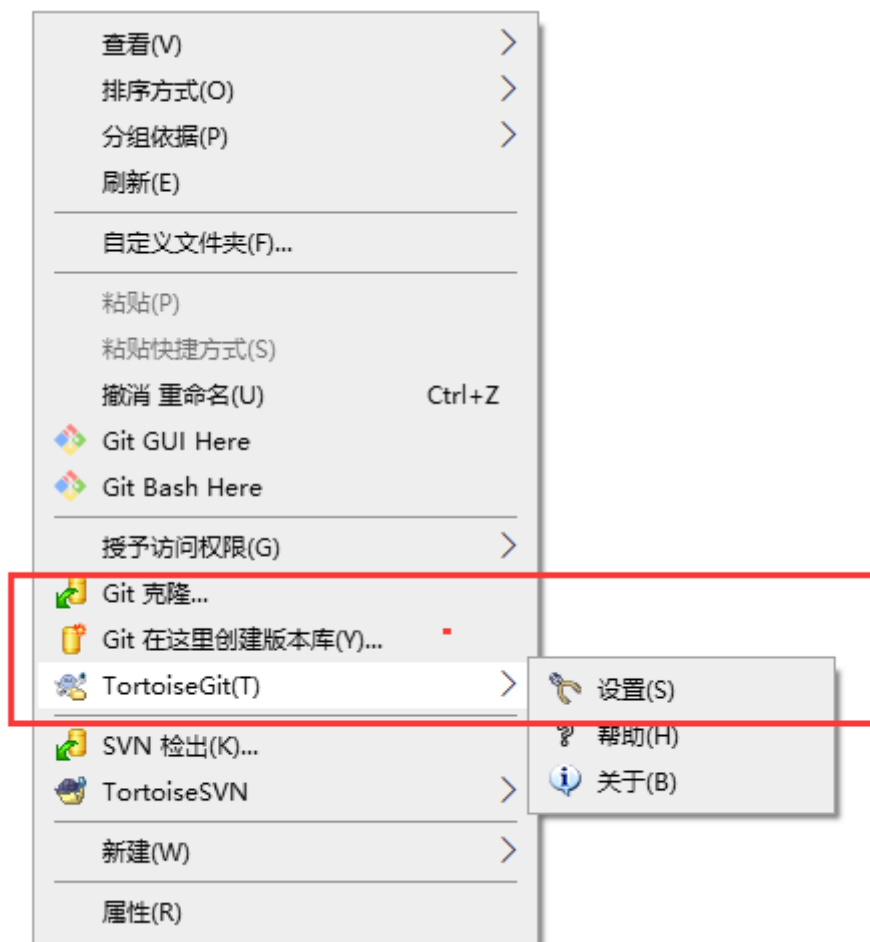 查看(V)
排序方式(O)
分组依据(P)
刷新(E)
自定义文件夹(F)...
粘贴(P)
粘贴快捷方式(S)
撤消 重命名(U) Ctrl+Z
Git GUI Here
Git Bash Here
授予访问权限(G)
Git 克隆...
Git 在这里创建版本库(Y)...
TortoiseGit(T)
设置(S)
帮助(H)
关于(B)
SVN 检出(K)...
TortoiseSVN
新建(W)
属性(R)